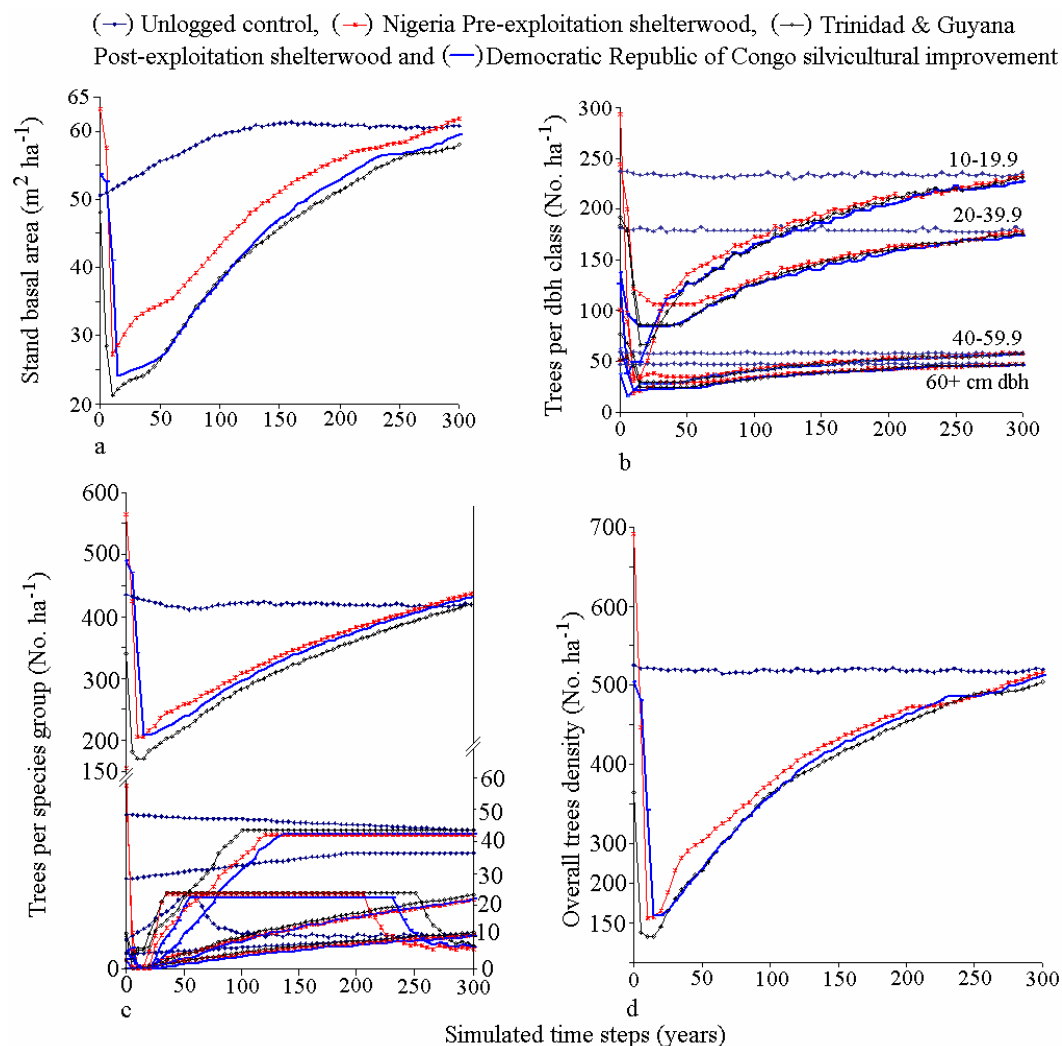 (—) Unlogged control, (—) Nigeria Pre-exploitation shelterwood, (—) Trinidad & Guyana
Post-exploitation shelterwood and (—) Democratic Republic of Congo silvicultural improvement
Stand basal area (m² ha⁻¹)
65
60
50
40
30
20
0 50 100 150 200 250 300
a
Trees per dbh class (No. ha⁻¹)
300
250
200
150
100
50
0
10-19.9
20-39.9
40-59.9
60+ cm dbh
0 50 100 150 200 250 300
b
Trees per species group (No. ha⁻¹)
600
500
400
300
200
150
0
60
50
40
30
20
10
0
0 50 100 150 200 250 300
c
Overall trees density (No. ha⁻¹)
700
600
500
400
300
200
150
0
0 50 100 150 200 250 300
d
Simulated time steps (years)